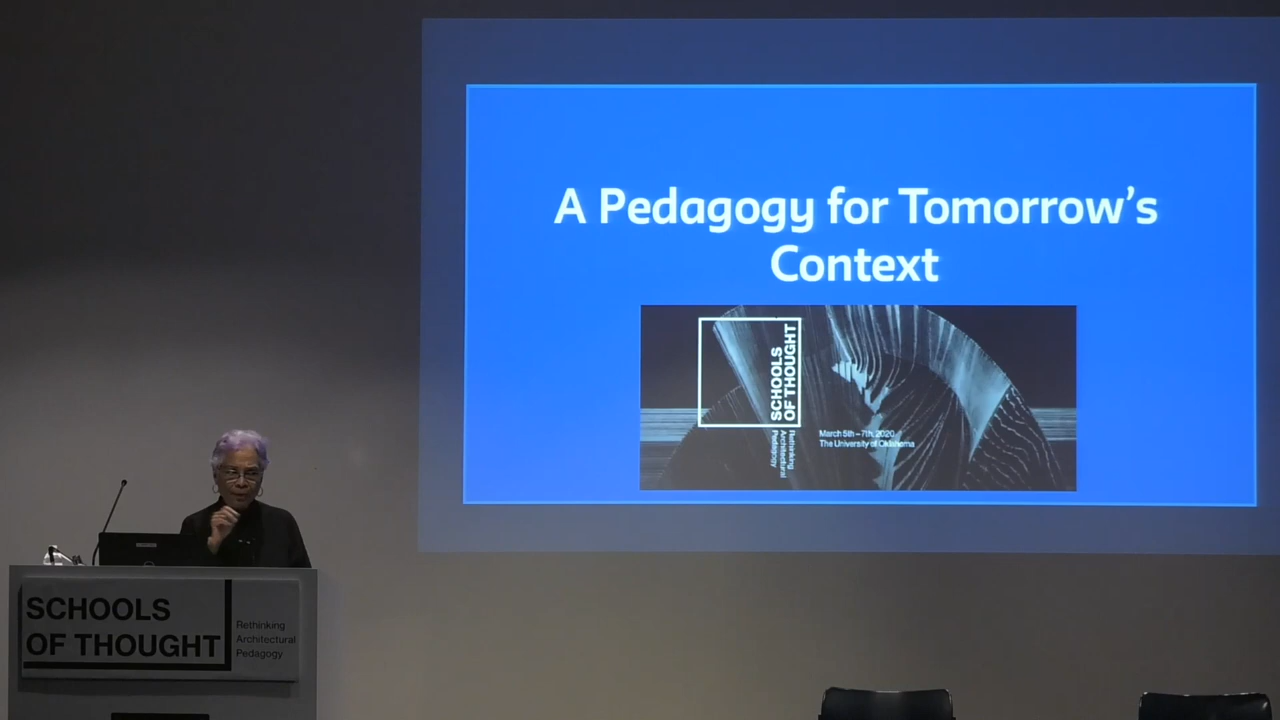 A Pedagogy for Tomorrow's
Context
SCHOOLS
OF THOUGHT
Rethinking
Architectural
Pedagogy
March 5th – 7th, 2020
The University of Oklahoma
SCHOOLS
OF THOUGHT
Rethinking
Architectural
Pedagogy